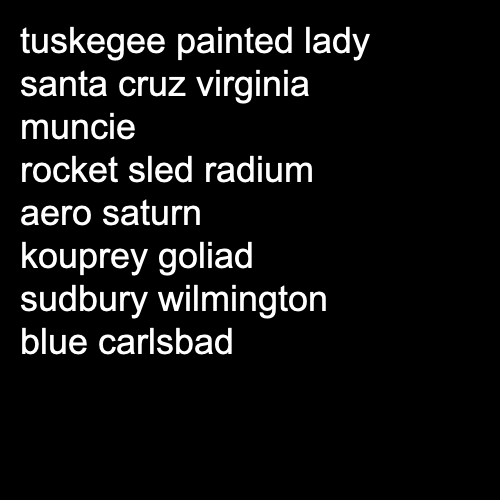 tuskegee painted lady
santa cruz virginia
muncie
rocket sled radium
aero saturn
kouprey goliad
sudbury wilmington
blue carlsbad